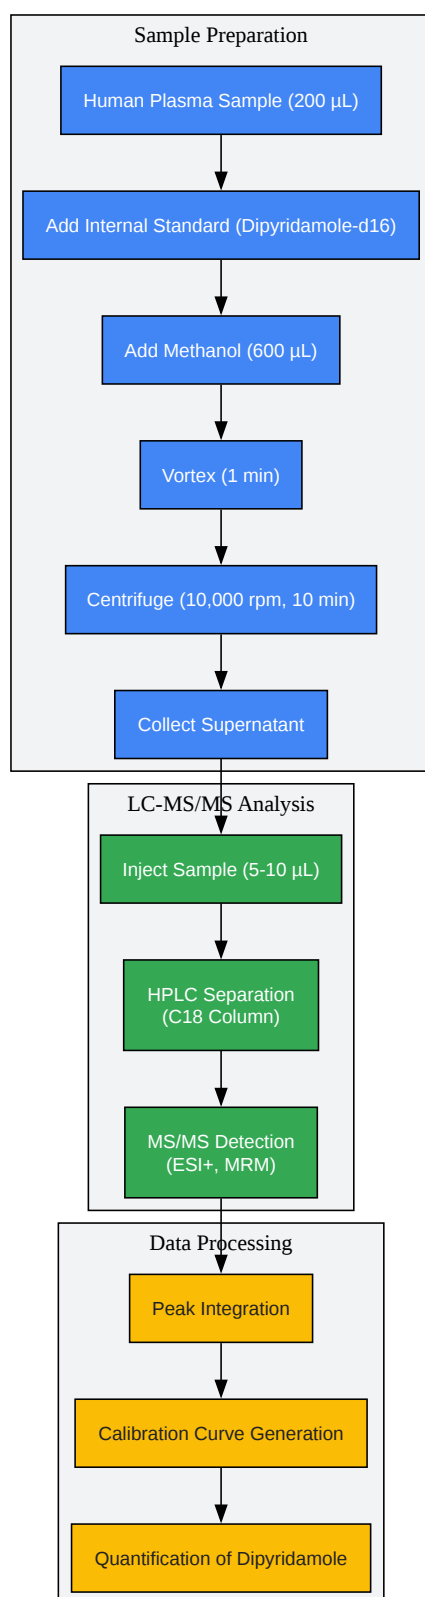 Sample Preparation
Human Plasma Sample (200 µL)
Add Internal Standard (Dipyridamole-d16)
Add Methanol (600 µL)
Vortex (1 min)
Centrifuge (10,000 rpm, 10 min)
Collect Supernatant
LC-MS/MS Analysis
Inject Sample (5-10 µL)
HPLC Separation
(C18 Column)
MS/MS Detection
(ESI+, MRM)
Data Processing
Peak Integration
Calibration Curve Generation
Quantification of Dipyridamole